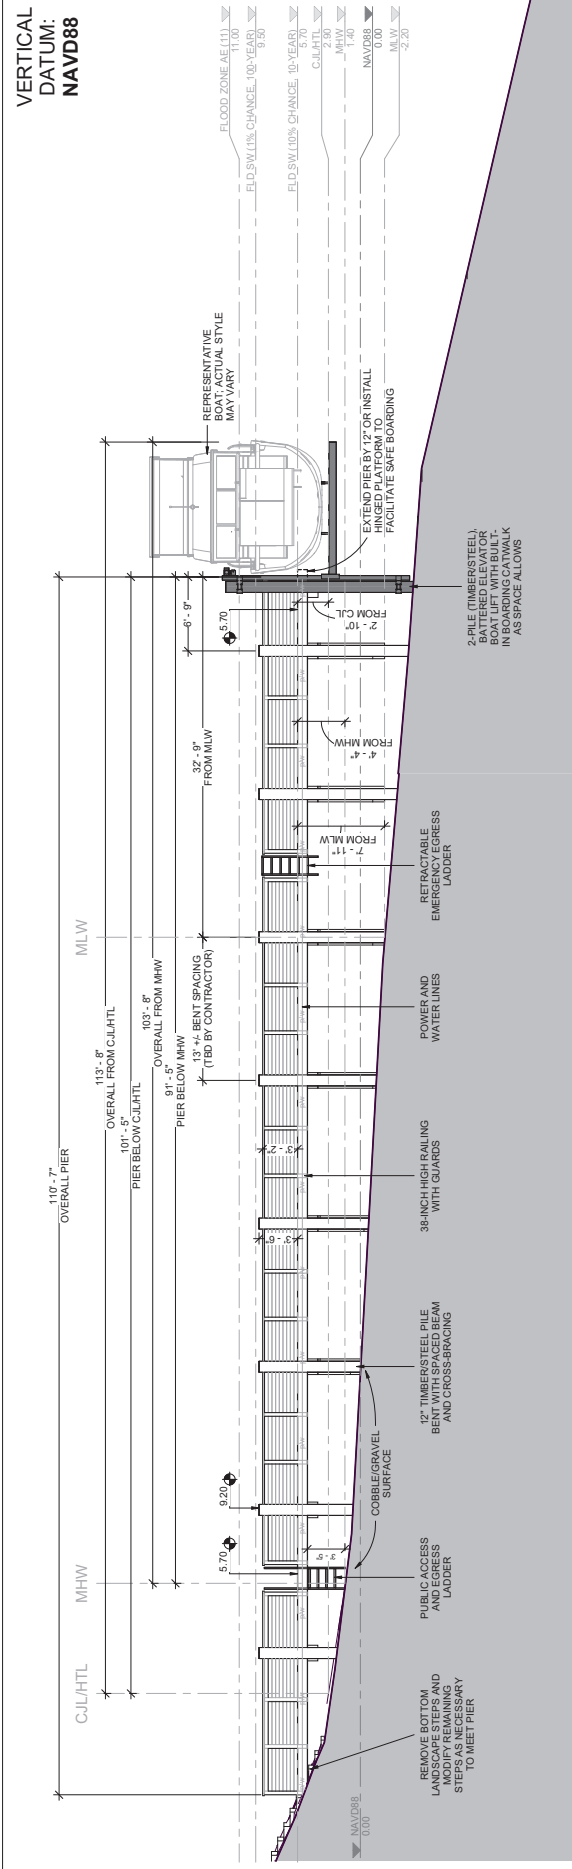 VERTICAL
DATUM:
NAVD88
FLOOD ZONE AE (11)
11.00
FLD SW (1% CHANCE, 100-YEAR)
9.50
FLD SW (10% CHANCE, 10-YEAR)
5.70
CJL/HTL
2.90
MHW
1.40
NAVD88
0.00
MLW
-2.20
CJL/HTL
MHW
MLW
110' - 7"
OVERALL PIER
113' - 8"
OVERALL FROM CJL/HTL
101' - 5"
PIER BELOW CJL/HTL
103' - 8"
OVERALL FROM MHW
91' - 5"
PIER BELOW MHW
13' +/- BENT SPACING
(TBD BY CONTRACTOR)
32' - 9"
FROM MLW
6' - 9"
REPRESENTATIVE
BOAT; ACTUAL STYLE
MAY VARY
5.70
9.20
5.70
3' - 6"
3' - 2"
3' - 5"
7' - 11"
FROM MLW
4' - 4"
FROM MHW
2' - 10"
FROM CJL
EXTEND PIER BY 12" OR INSTALL
HINGED PLATFORM TO
FACILITATE SAFE BOARDING
NAVD88
0.00
REMOVE BOTTOM
LANDSCAPE STEPS AND
MODIFY REMAINING
STEPS AS NECESSARY
TO MEET PIER
PUBLIC ACCESS
AND EGRESS
LADDER
COBBLE/GRAVEL
SURFACE
12" TIMBER/STEEL PILE
BENT WITH SPACED BEAM
AND CROSS-BRACING
38-INCH HIGH RAILING
WITH GUARDS
POWER AND
WATER LINES
RETRACTABLE
EMERGENCY EGRESS
LADDER
2-PILE (TIMBER/STEEL),
BATTERED ELEVATOR
BOAT LIFT WITH BUILT-
IN BOARDING CATWALK
AS SPACE ALLOWS